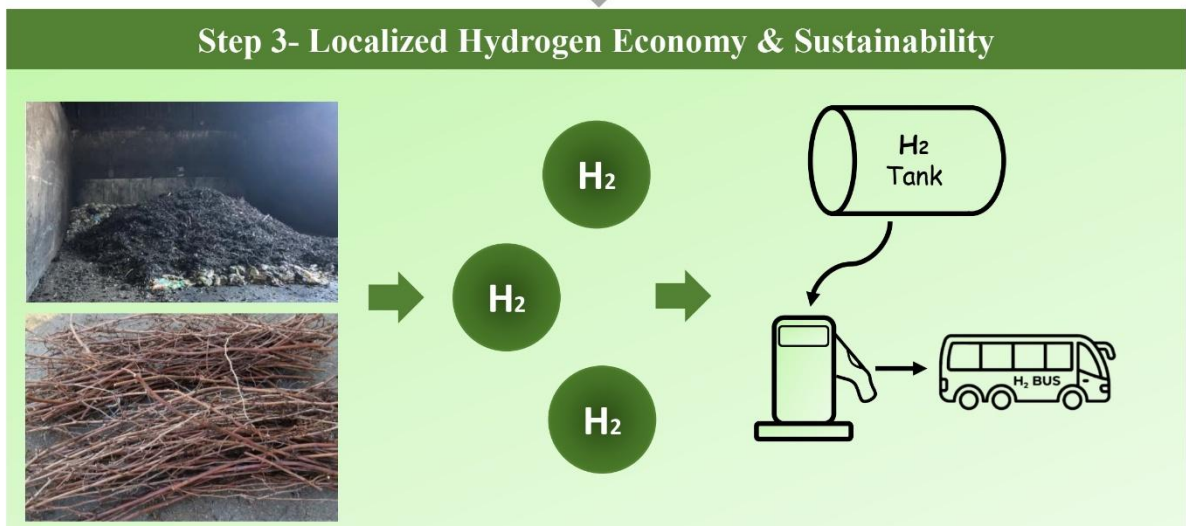 Step 3- Localized Hydrogen Economy & Sustainability
H₂
H₂
H₂
H₂
Tank
H₂ BUS